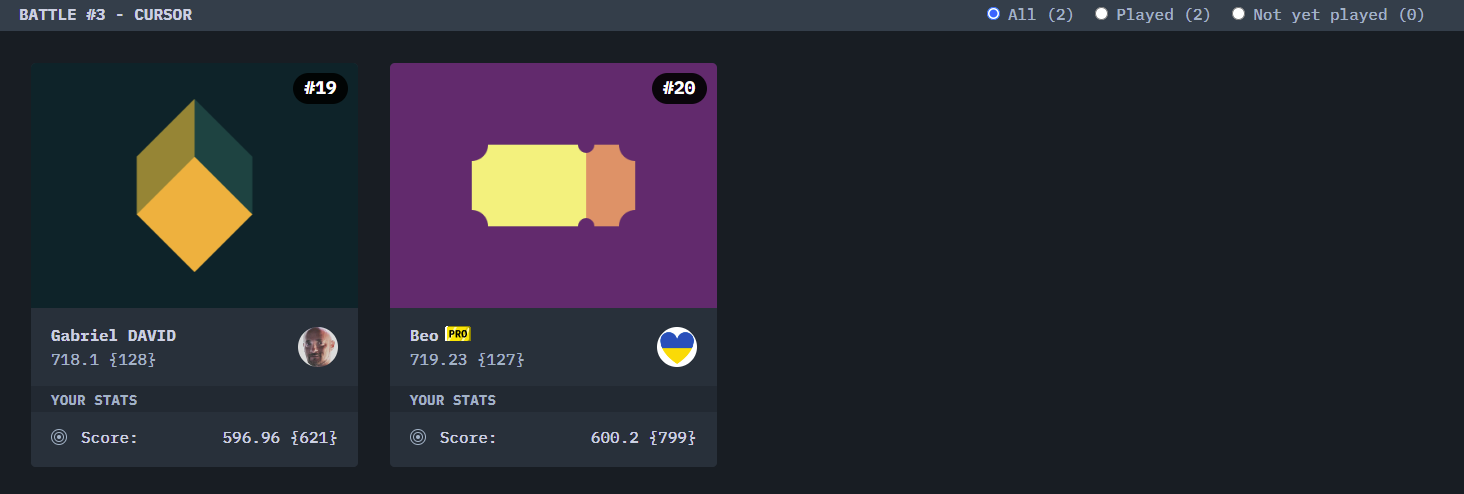 BATTLE #3 - CURSOR
All (2) Played (2) Not yet played (0)
#19
Gabriel DAVID
718.1 {128}
YOUR STATS
Score: 596.96 {621}
#20
Beo PRO
719.23 {127}
YOUR STATS
Score: 600.2 {799}